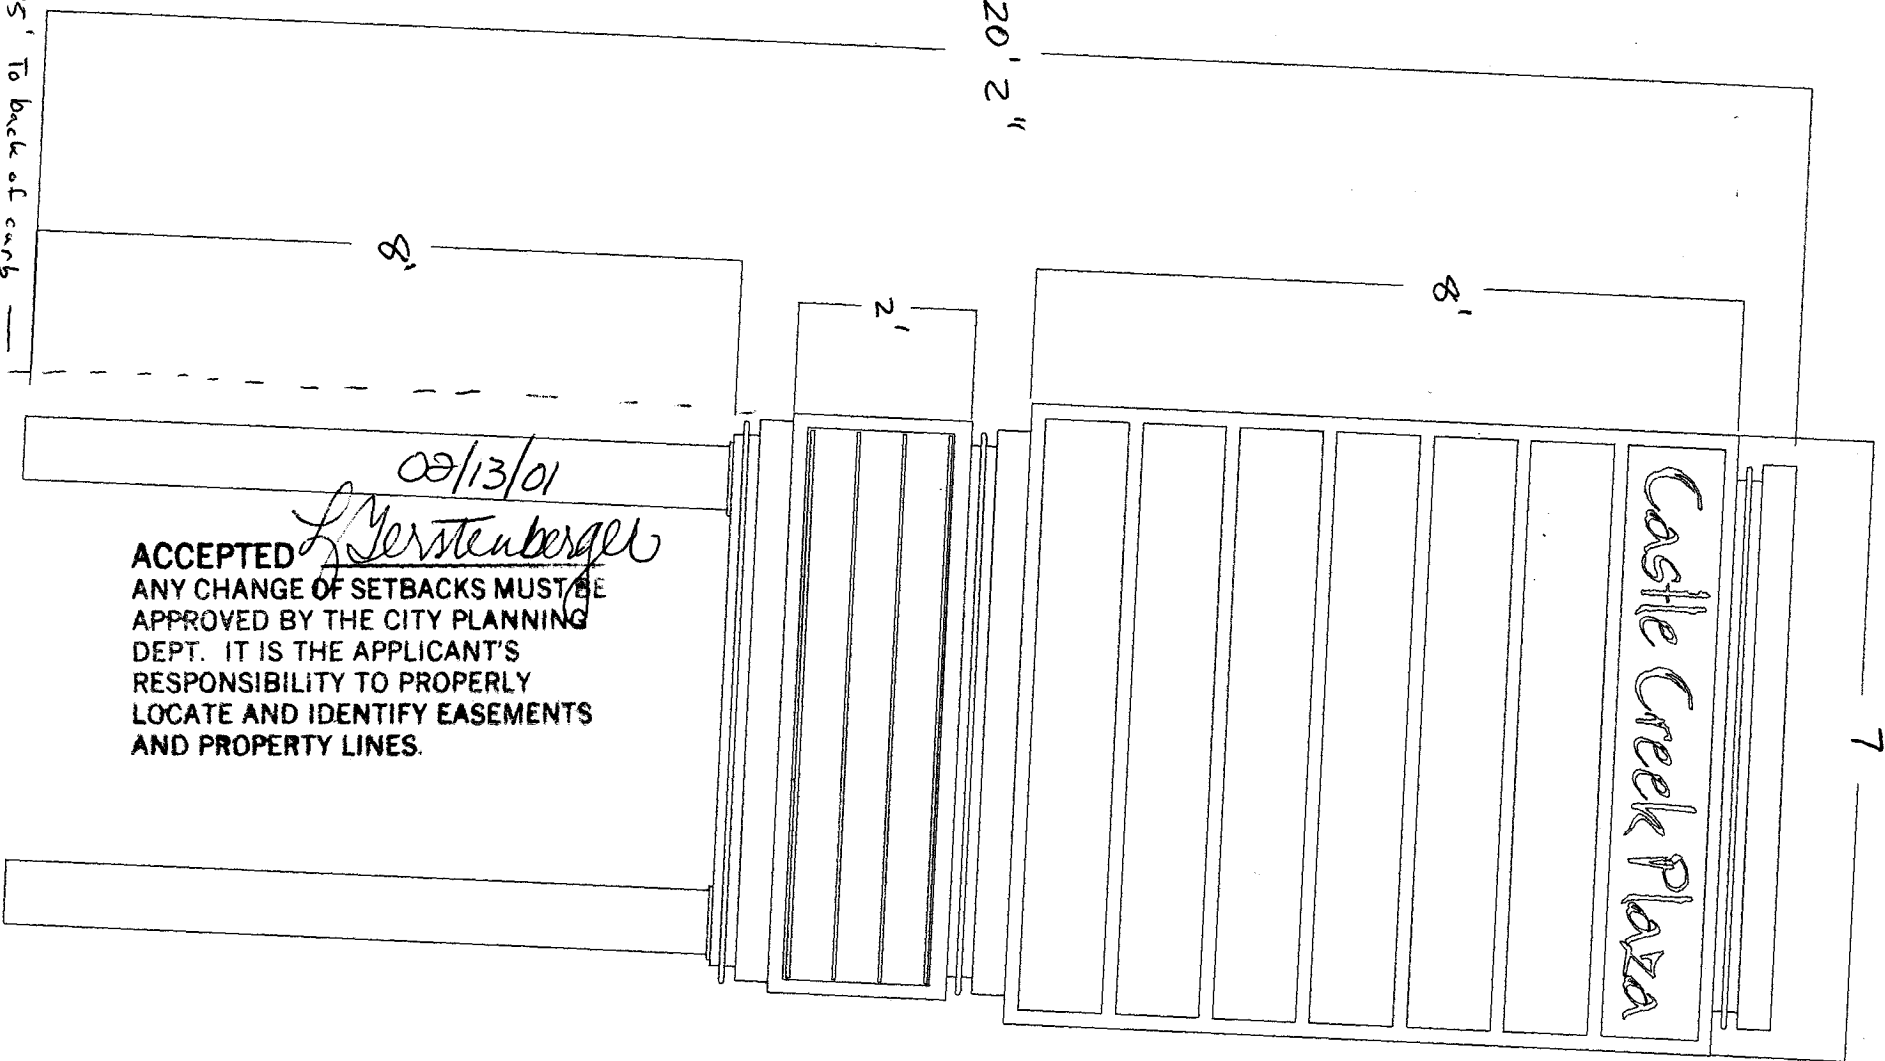 20' 2"
5' To back of curb
8'
2'
8'
7
Castle Creek Plaza
02/13/01
ACCEPTED L Gerstenberger
ANY CHANGE OF SETBACKS MUST BE
APPROVED BY THE CITY PLANNING
DEPT. IT IS THE APPLICANT'S
RESPONSIBILITY TO PROPERLY
LOCATE AND IDENTIFY EASEMENTS
AND PROPERTY LINES.